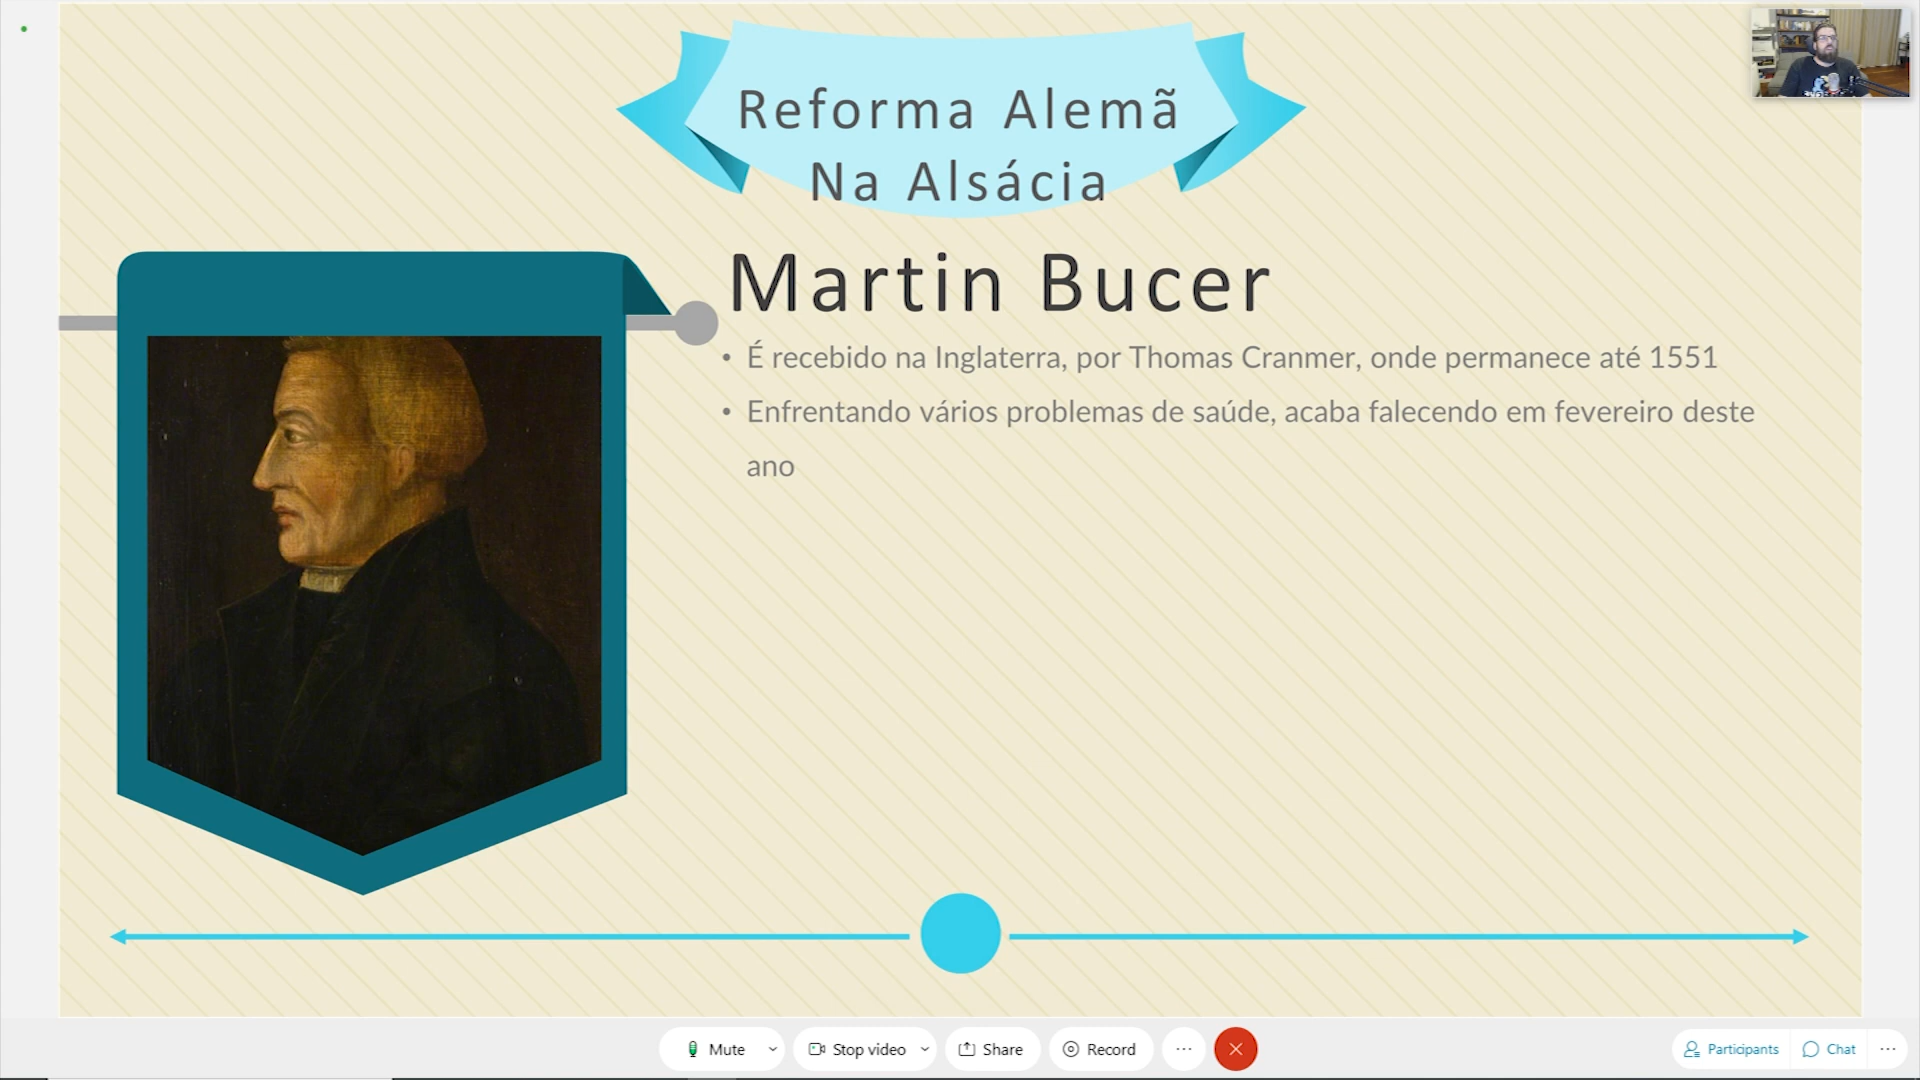 Reforma Alemã
Na Alsácia
Martin Bucer
• É recebido na Inglaterra, por Thomas Cranmer, onde permanece até 1551
• Enfrentando vários problemas de saúde, acaba falecendo em fevereiro deste
ano
Mute
Stop video
Share
Record
Participants
Chat